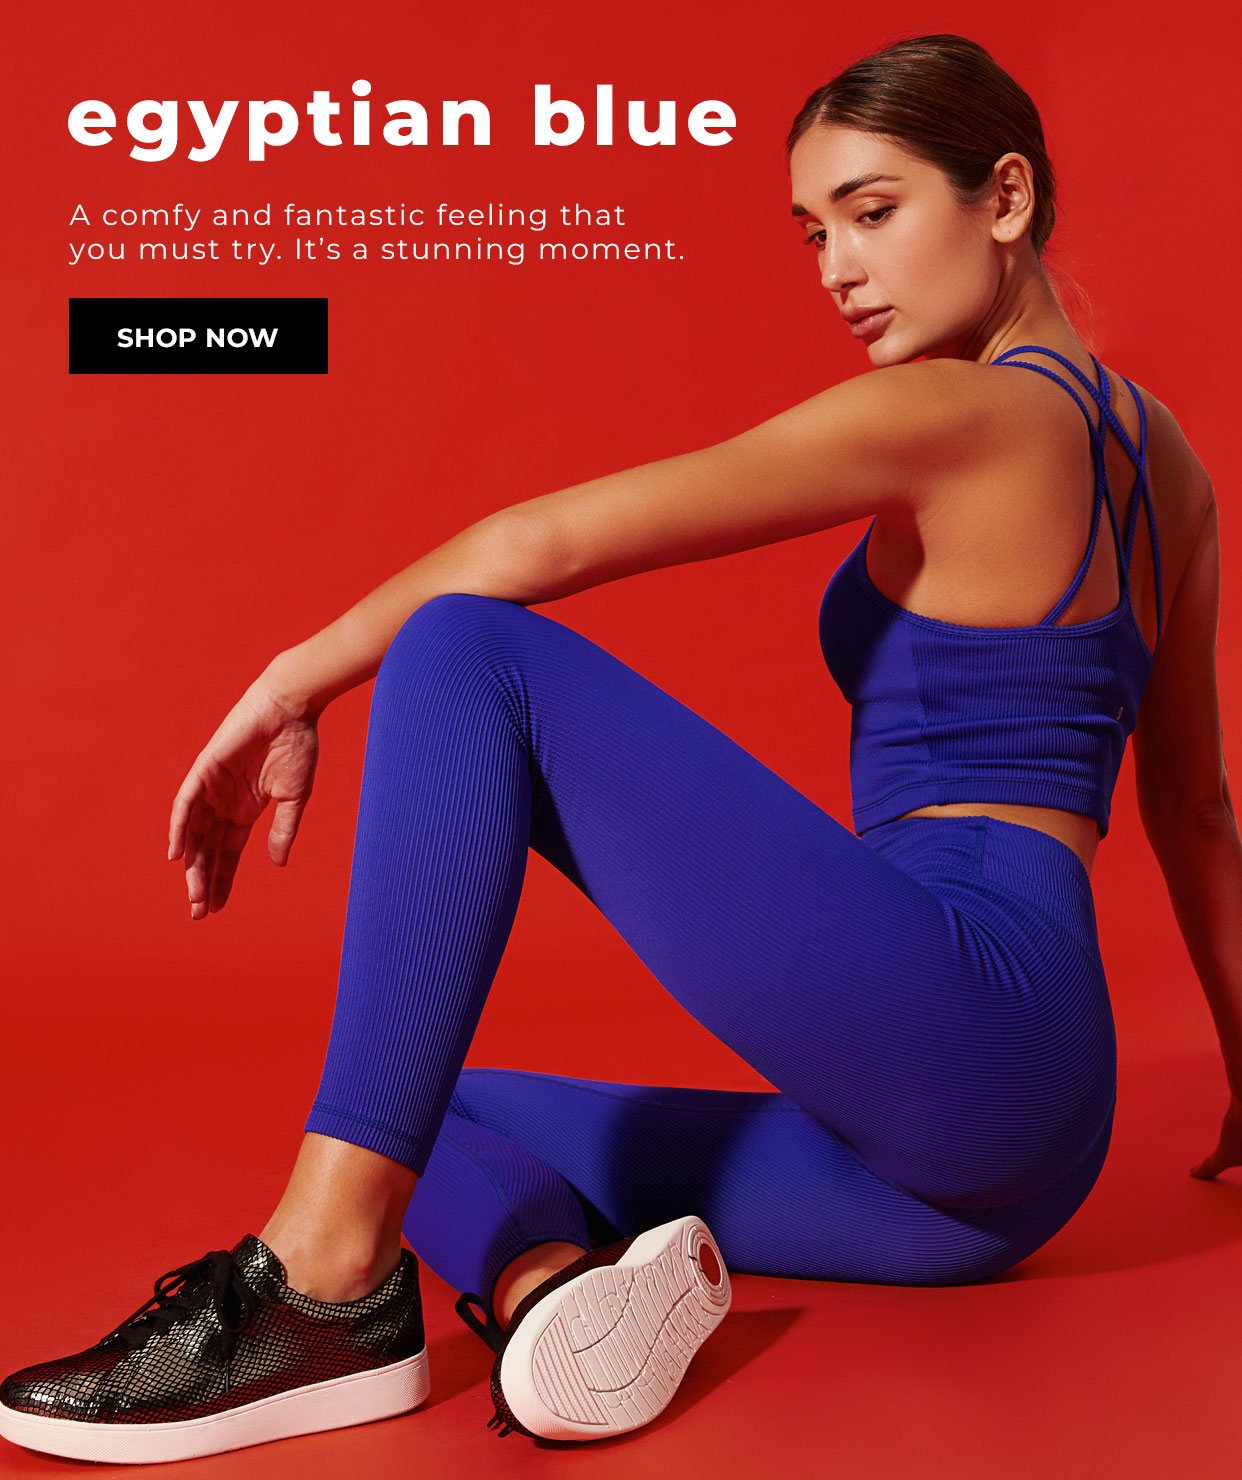 egyptian blue
A comfy and fantastic feeling that
you must try. It’s a stunning moment.
SHOP NOW